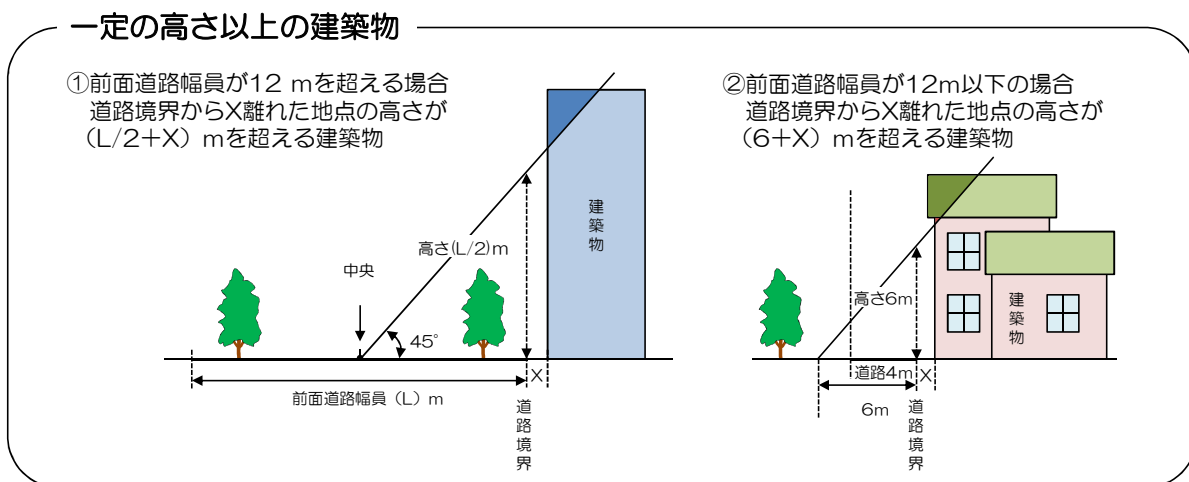 一定の高さ以上の建築物
①前面道路幅員が12 mを超える場合
道路境界からX離れた地点の高さが
(L/2+X) mを超える建築物
建築物
高さ(L/2)m
中央
45°
X
前面道路幅員 (L) m
道路境界
②前面道路幅員が12m以下の場合
道路境界からX離れた地点の高さが
(6+X) mを超える建築物
高さ6m
建築物
道路4m
X
6m
道路境界